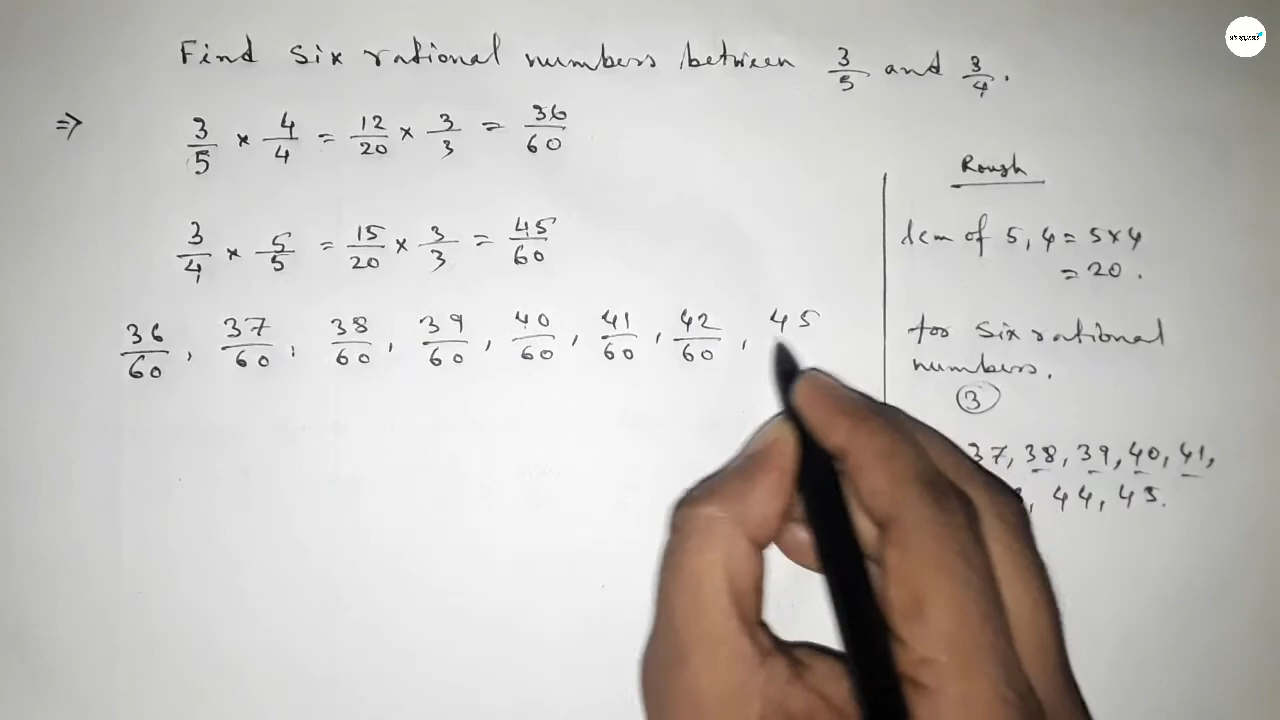 Find six rational numbers between 3/5 and 3/4.
⇒ 3/5 × 4/4 = 12/20 × 3/3 = 36/60
3/4 × 5/5 = 15/20 × 3/3 = 45/60
36/60, 37/60, 38/60, 39/60, 40/60, 41/60, 42/60, 45
Rough
lcm of 5, 4 = 5×4
= 20.
for six rational
numbers.
3
37, 38, 39, 40, 41,
, 44, 45.